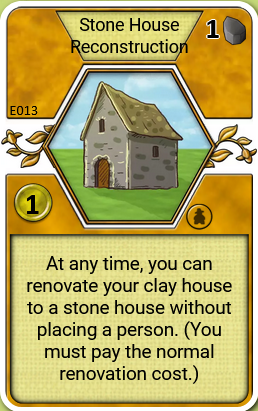 Stone House
Reconstruction
1
E013
1
At any time, you can
renovate your clay house
to a stone house without
placing a person. (You
must pay the normal
renovation cost.)